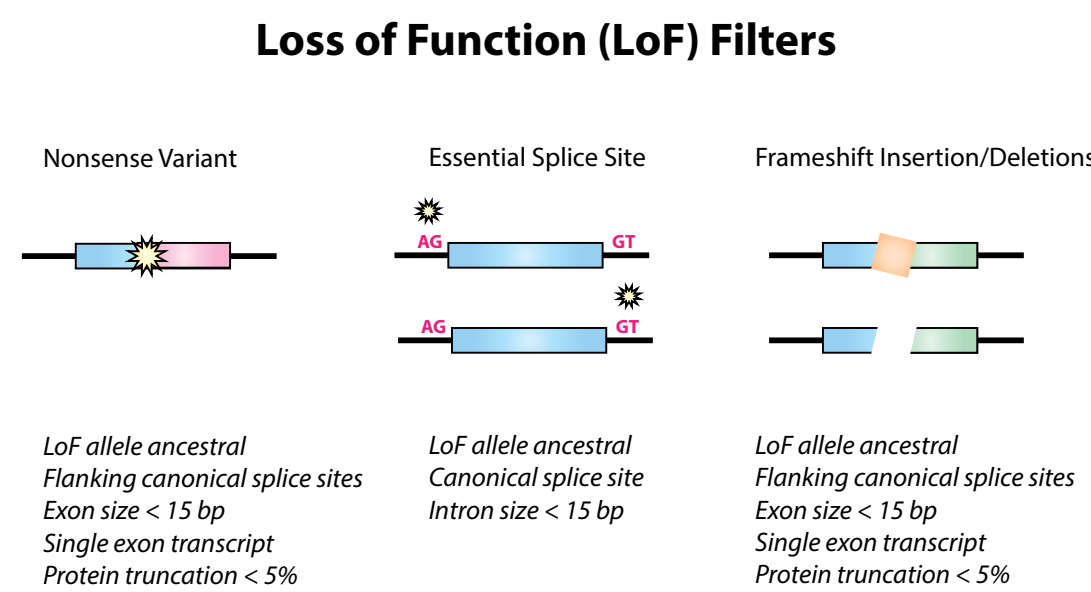 Loss of Function (LoF) Filters
Nonsense Variant
Essential Splice Site
Frameshift Insertion/Deletions
AG
GT
AG
GT
LoF allele ancestral
Flanking canonical splice sites
Exon size < 15 bp
Single exon transcript
Protein truncation < 5%
LoF allele ancestral
Canonical splice site
Intron size < 15 bp
LoF allele ancestral
Flanking canonical splice sites
Exon size < 15 bp
Single exon transcript
Protein truncation < 5%